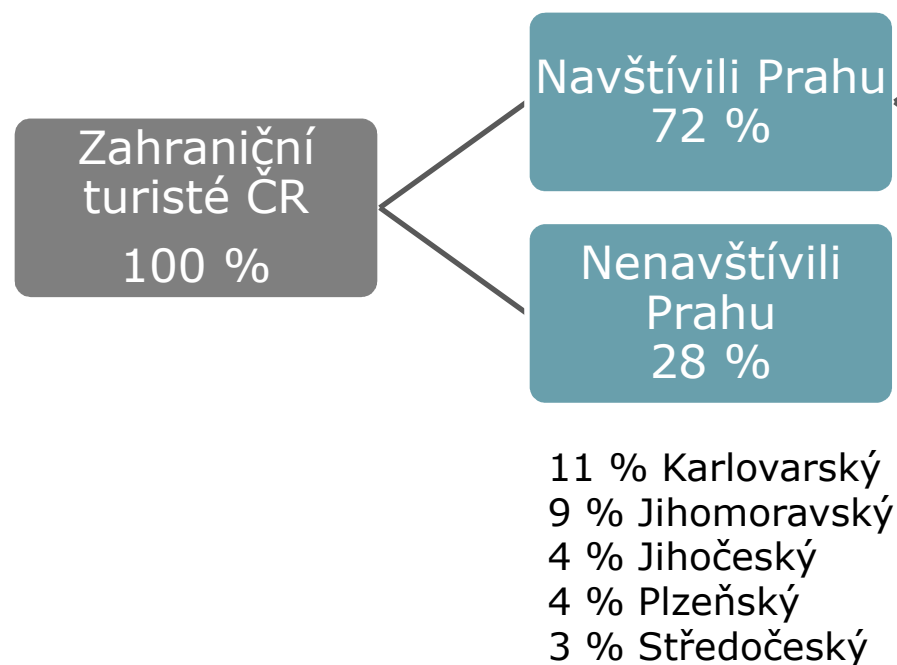 Zahraniční
turisté ČR
100 %
Navštívili Prahu
72 %
Nenavštívili
Prahu
28 %
11 % Karlovarský
9 % Jihomoravský
4 % Jihočeský
4 % Plzeňský
3 % Středočeský